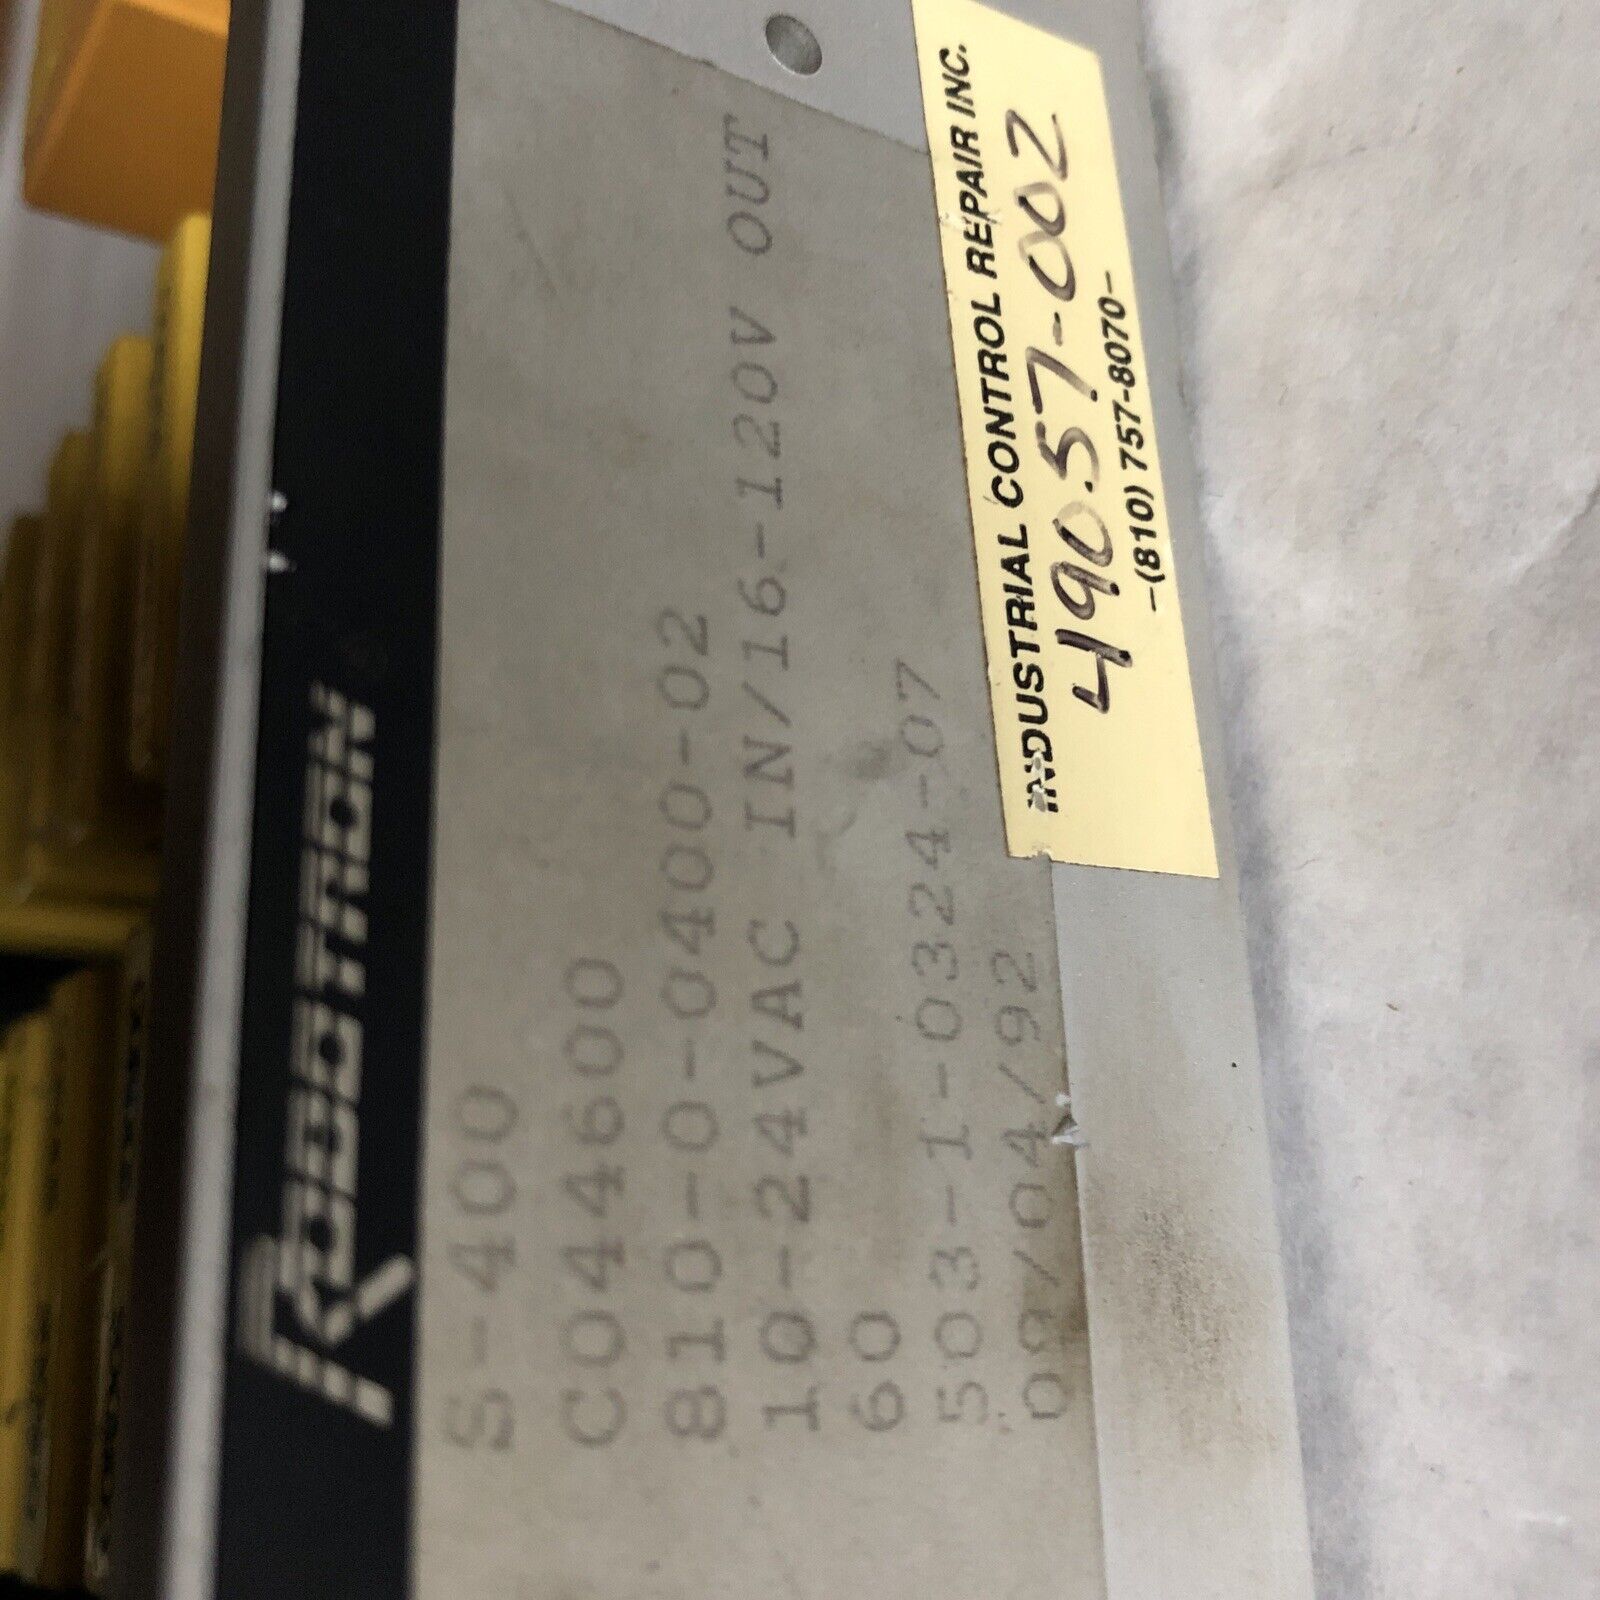 ROBOTRON
S-400
C044600
810-0-0400-02
10-24VAC IN/16-120V OUT
60
503-1-0324-07
09/04/92
INDUSTRIAL CONTROL REPAIR INC.
49057-002
-(810) 757-8070-